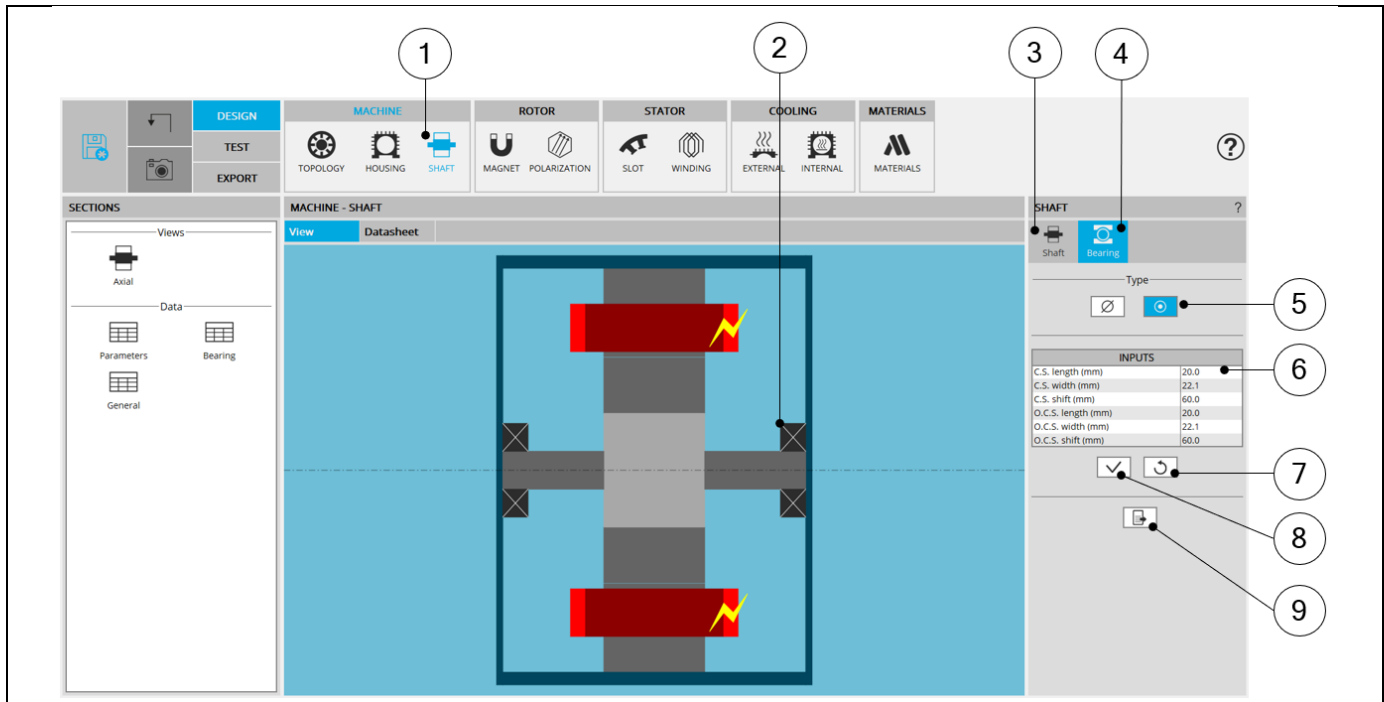 1
2
3
4
DESIGN
TEST
EXPORT
MACHINE
TOPOLOGY
HOUSING
SHAFT
ROTOR
MAGNET
POLARIZATION
STATOR
SLOT
WINDING
COOLING
EXTERNAL
INTERNAL
MATERIALS
MATERIALS
?
SECTIONS
Views
Axial
Data
Parameters
Bearing
General
MACHINE - SHAFT
View
Datasheet
SHAFT ?
Shaft
Bearing
Type
5
INPUTS
C.S. length (mm) 20.0
C.S. width (mm) 22.1
C.S. shift (mm) 60.0
O.C.S. length (mm) 20.0
O.C.S. width (mm) 22.1
O.C.S. shift (mm) 60.0
6
7
8
9